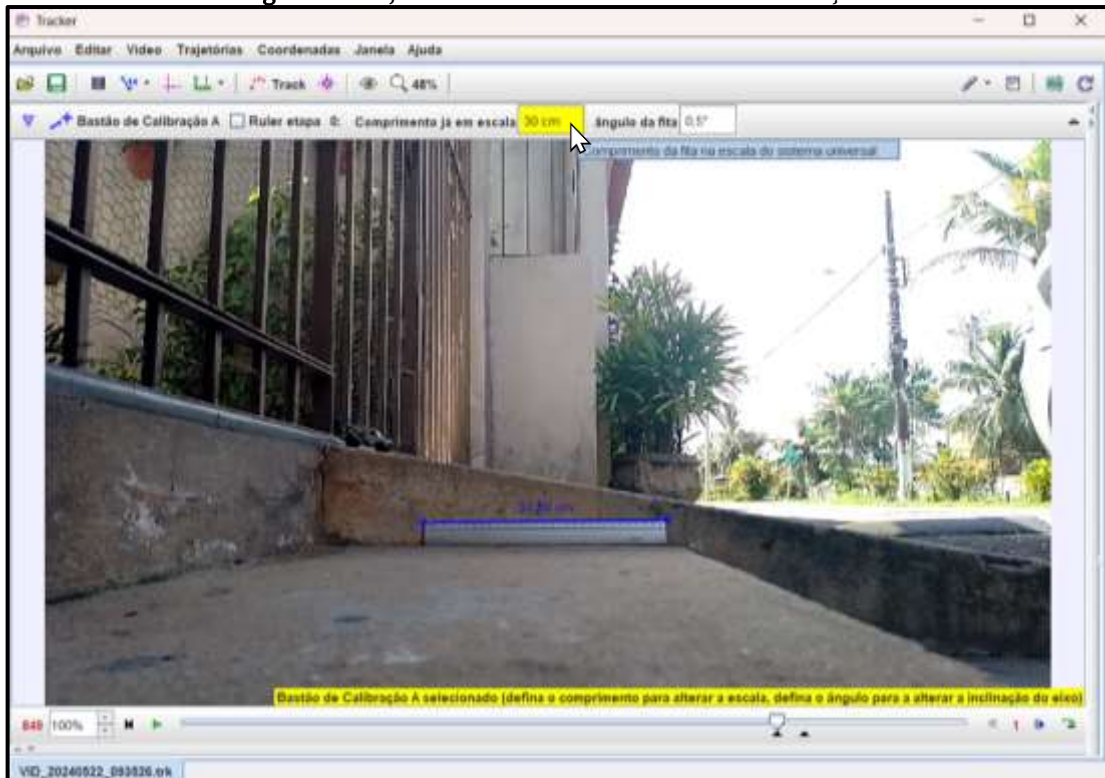 Tracker
Arquivo Editar Video Trajetórias Coordenadas Janela Ajuda
Track 48%
Bastão de Calibração A Ruler etapa 0: Comprimento já em escala 30 cm ângulo da fita 0,5°
Comprimento da fita na escala do sistema universal
Bastão de Calibração A selecionado (defina o comprimento para alterar a escala, defina o ângulo para a alterar a inclinação do eixo)
849 100% 1
VID_20240522_093526.trk